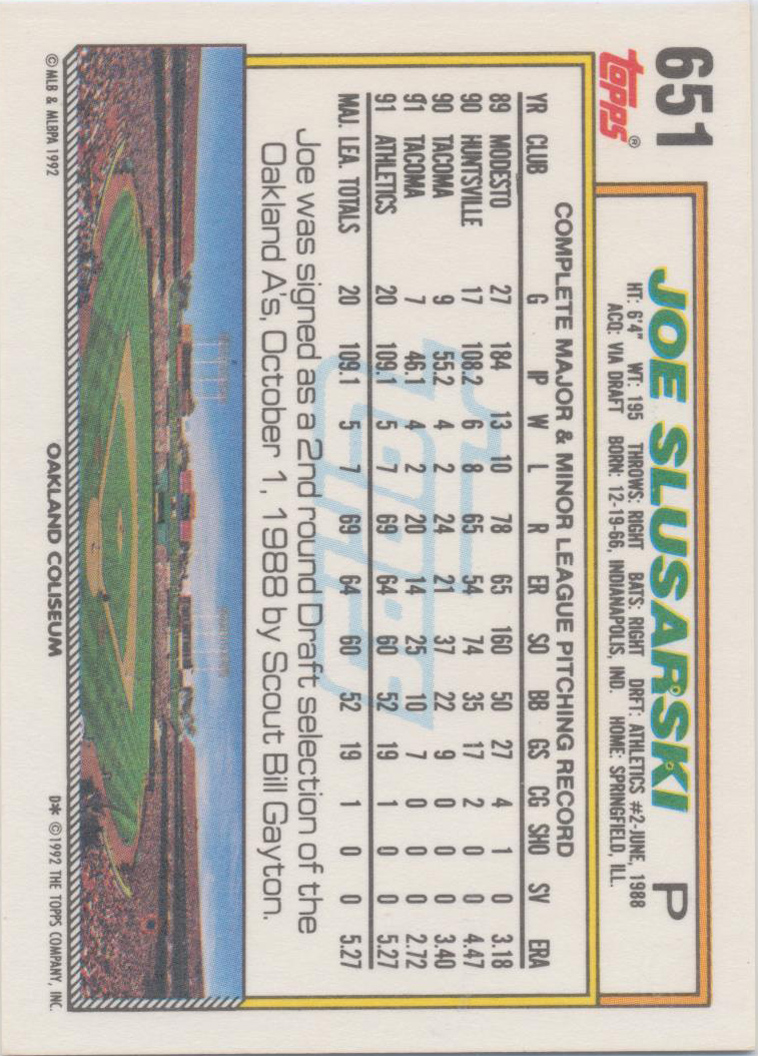 651
Topps®
JOE SLUSARSKI P
HT: 6'4" WT: 195 THROWS: RIGHT BATS: RIGHT DRFT: ATHLETICS #2-JUNE, 1988
ACQ: VIA DRAFT BORN: 12-19-66, INDIANAPOLIS, IND. HOME: SPRINGFIELD, ILL.
COMPLETE MAJOR & MINOR LEAGUE PITCHING RECORD
YR CLUB G IP W L R ER SO BB GS CG SHO SV ERA
89 MODESTO 27 184 13 10 78 65 160 50 27 4 1 0 3.18
90 HUNTSVILLE 17 108.2 6 8 65 54 74 35 17 2 0 0 4.47
90 TACOMA 9 55.2 4 2 24 21 37 22 9 0 0 0 3.40
91 TACOMA 7 46.1 4 2 20 14 25 10 7 0 0 0 2.72
91 ATHLETICS 20 109.1 5 7 69 64 60 52 19 1 0 0 5.27
MAJ. LEA. TOTALS 20 109.1 5 7 69 64 60 52 19 1 0 0 5.27
Topps
Joe was signed as a 2nd round Draft selection of the
Oakland A's, October 1, 1988 by Scout Bill Gayton.
© MLB & MLBPA 1992 OAKLAND COLISEUM D* ©1992 THE TOPPS COMPANY, INC.